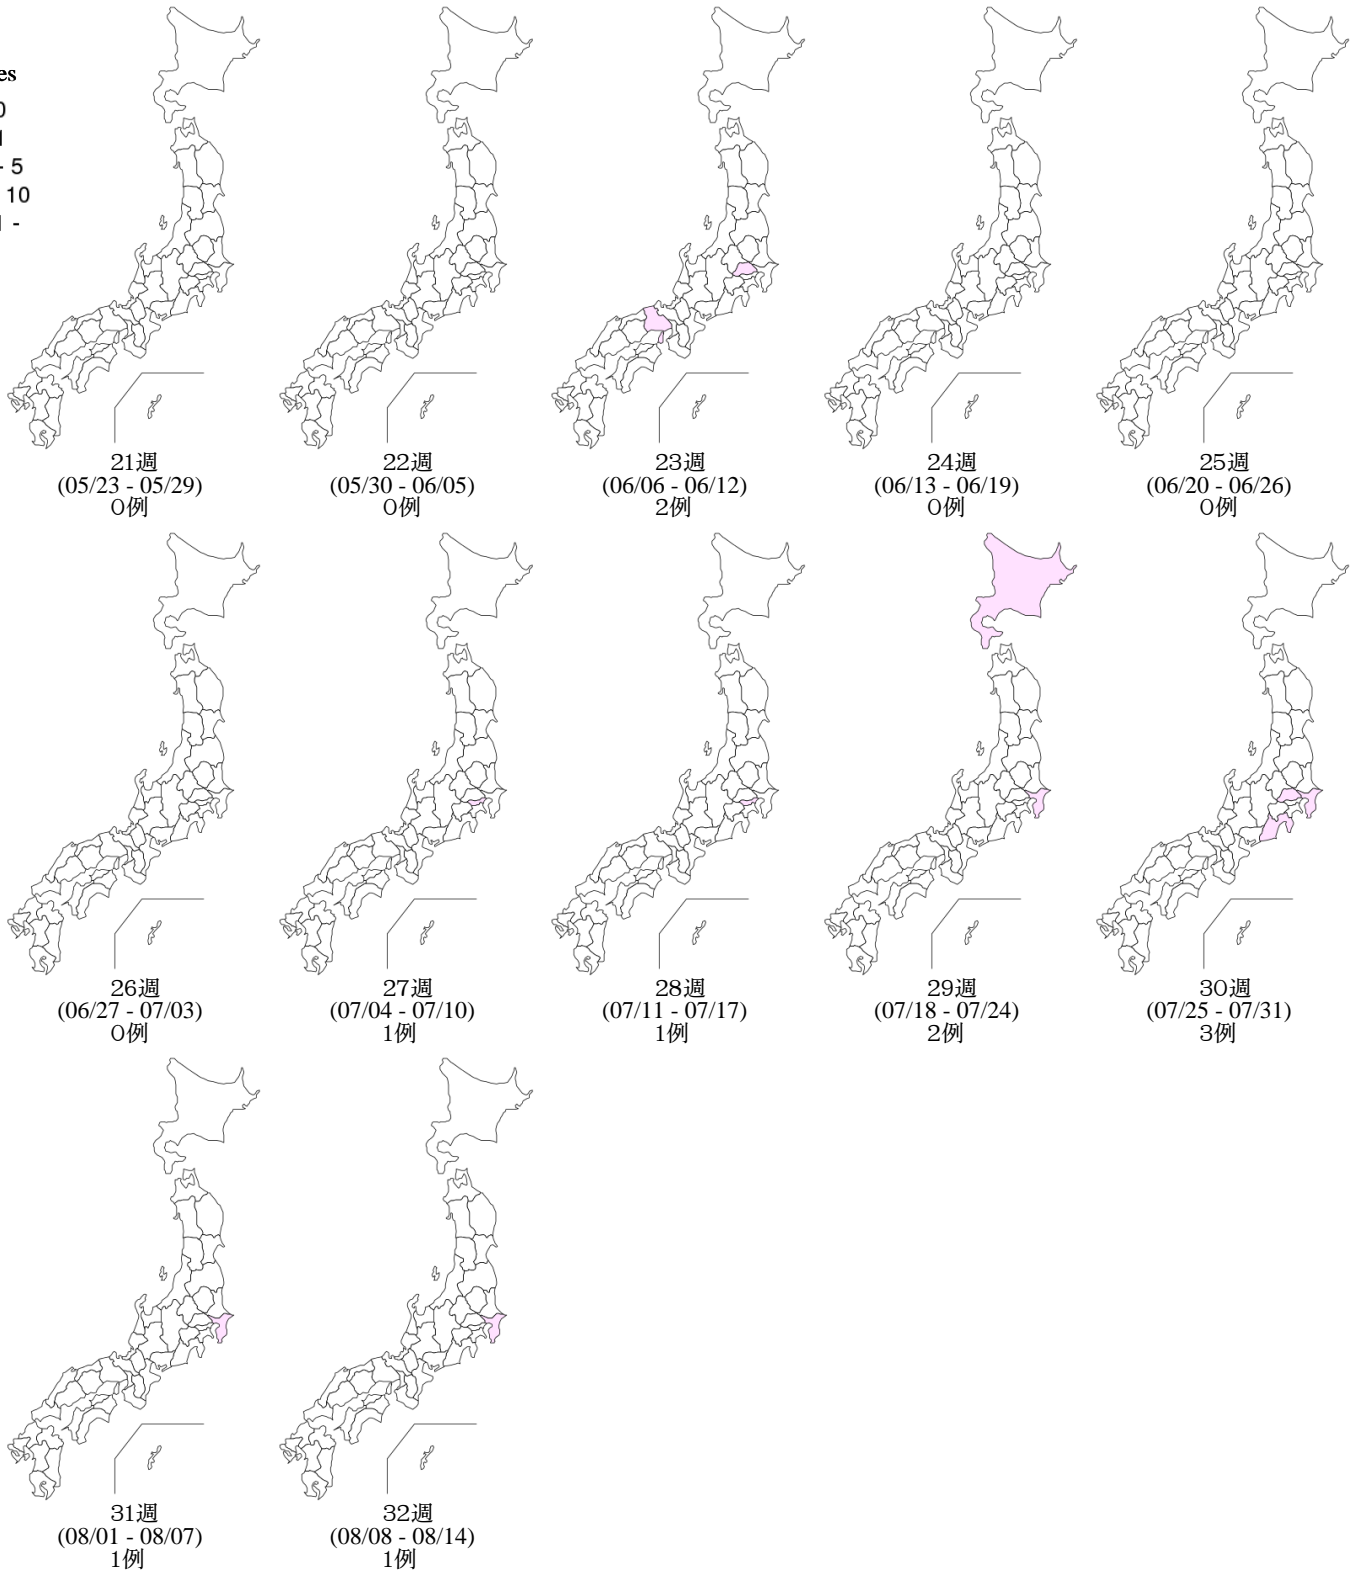 es
0
1
- 5
10
1 -
21週
(05/23 - 05/29)
0例
22週
(05/30 - 06/05)
0例
23週
(06/06 - 06/12)
2例
24週
(06/13 - 06/19)
0例
25週
(06/20 - 06/26)
0例
26週
(06/27 - 07/03)
0例
27週
(07/04 - 07/10)
1例
28週
(07/11 - 07/17)
1例
29週
(07/18 - 07/24)
2例
30週
(07/25 - 07/31)
3例
31週
(08/01 - 08/07)
1例
32週
(08/08 - 08/14)
1例